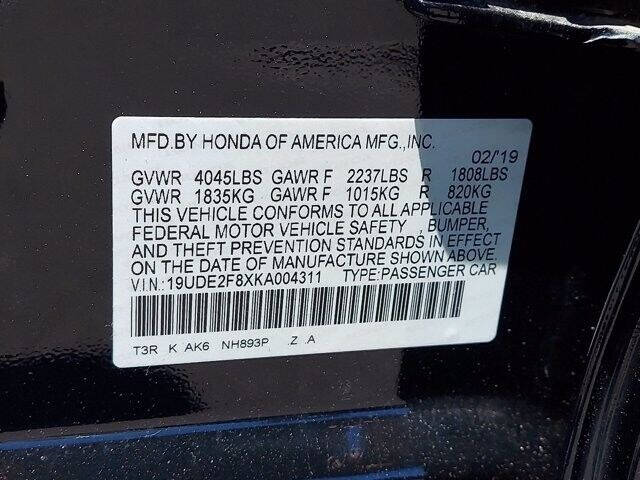 MFD.BY HONDA OF AMERICA MFG.,INC.
02/'19
GVWR 4045LBS GAWR F 2237LBS R 1808LBS
GVWR 1835KG GAWR F 1015KG R 820KG
THIS VEHICLE CONFORMS TO ALL APPLICABLE
FEDERAL MOTOR VEHICLE SAFETY , BUMPER,
AND THEFT PREVENTION STANDARDS IN EFFECT
ON THE DATE OF MANUFACTURE SHOWN ABOVE.
V.I.N.:19UDE2F8XKA004311 TYPE:PASSENGER CAR
T3R K AK6 NH893P .Z .A